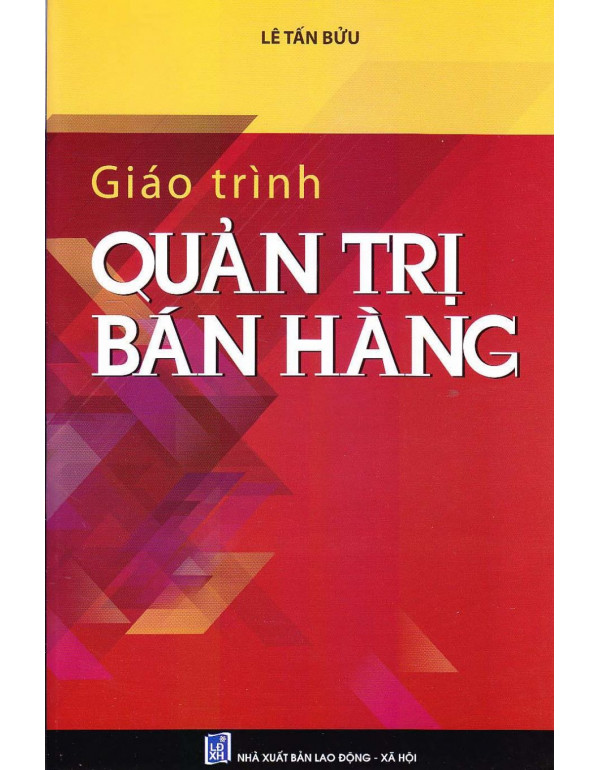 LÊ TẤN BỬU
Giáo trình
QUẢN TRỊ
BÁN HÀNG
LĐ
XH
NHÀ XUẤT BẢN LAO ĐỘNG - XÃ HỘI